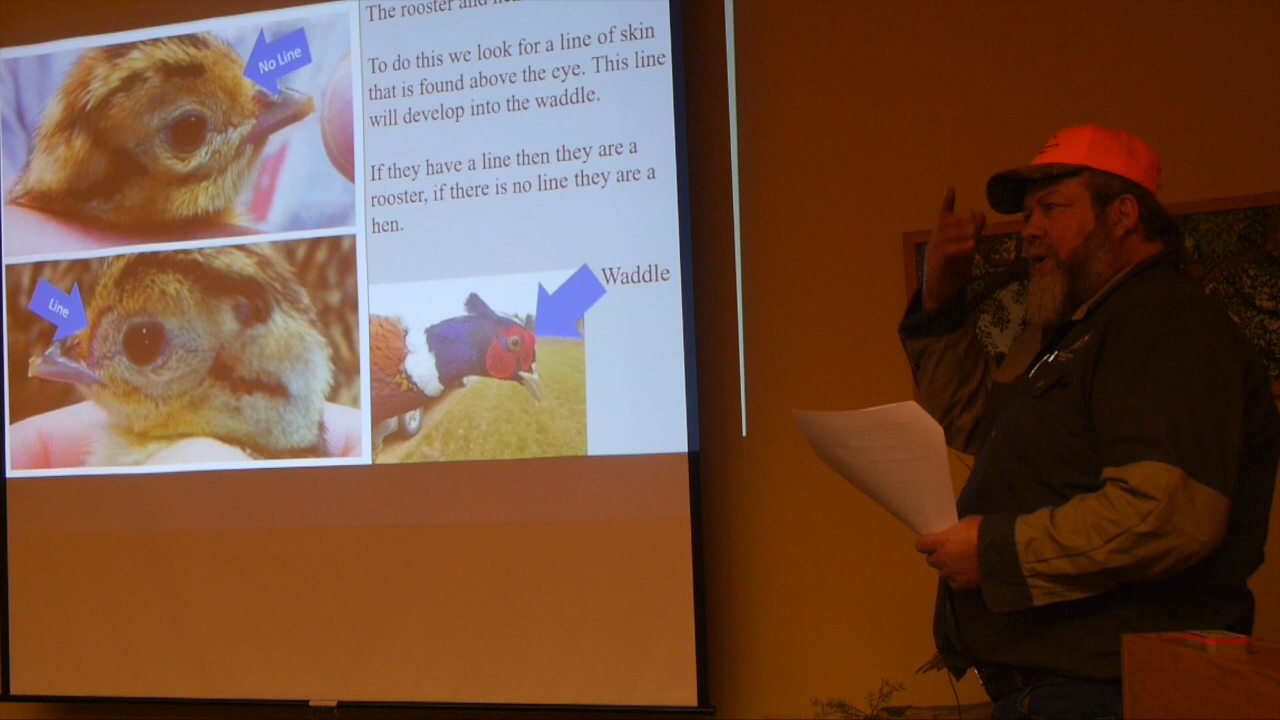 No Line
The rooster and
To do this we look for a line of skin
that is found above the eye. This line
will develop into the waddle.
If they have a line then they are a
rooster, if there is no line they are a
hen.
Line
Waddle